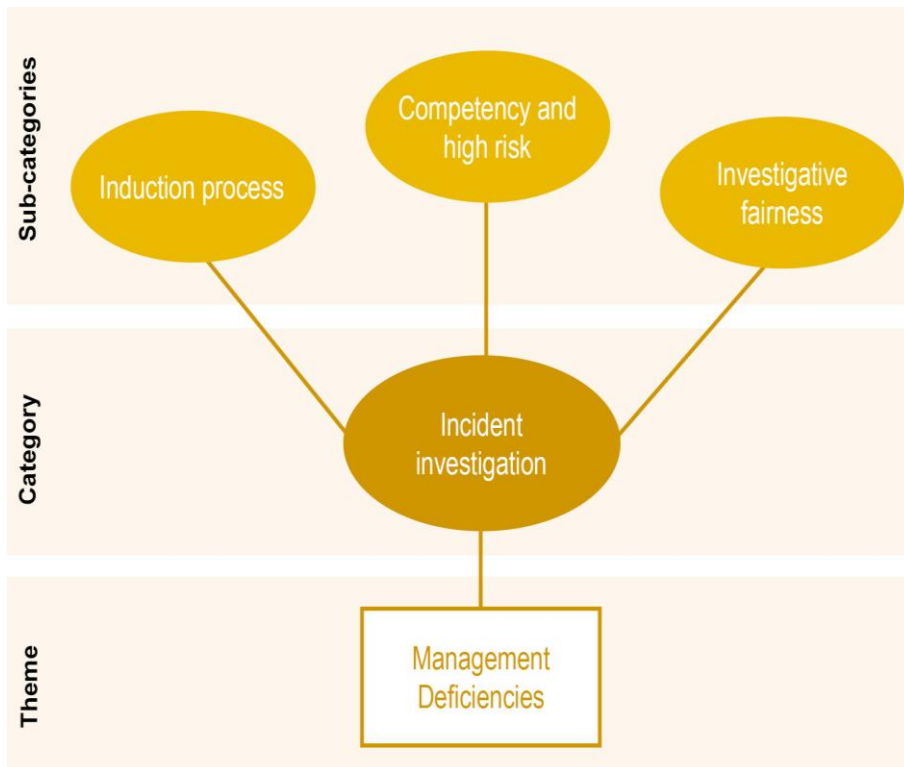 Sub-categories
Induction process
Competency and
high risk
Investigative
fairness
Category
Incident
investigation
Theme
Management
Deficiencies